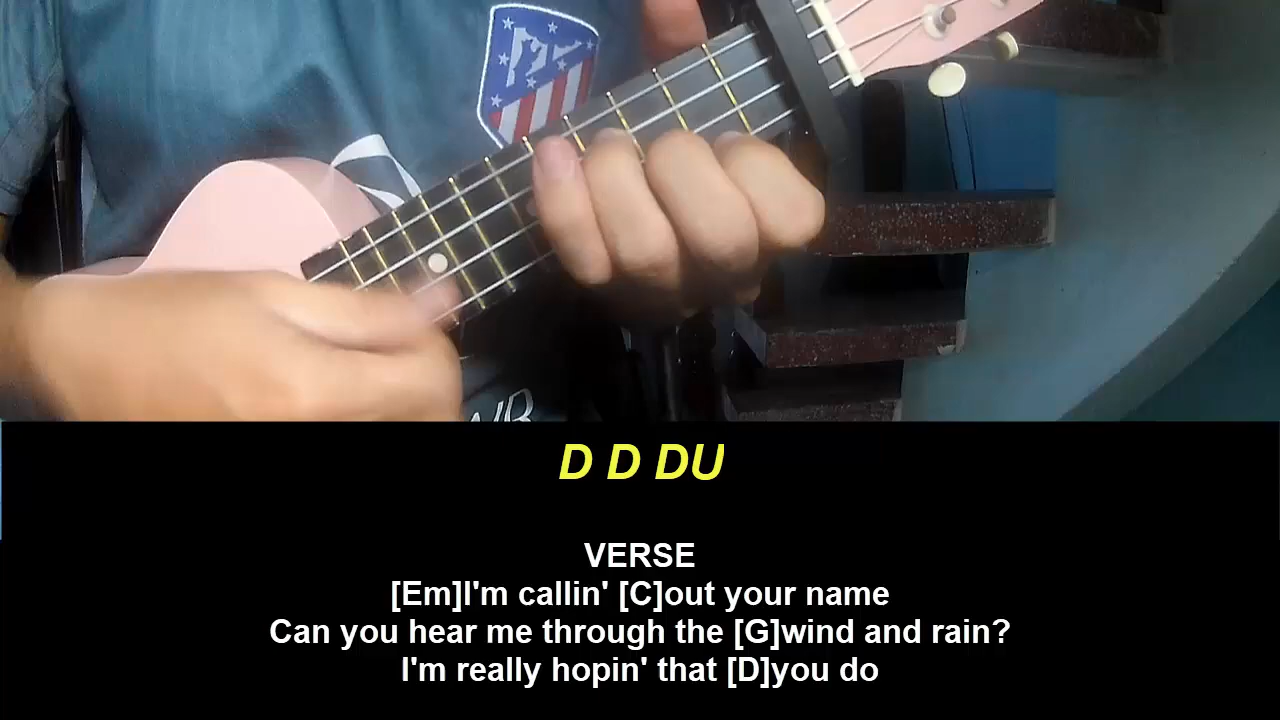 D D DU
VERSE
[Em]I'm callin' [C]out your name
Can you hear me through the [G]wind and rain?
I'm really hopin' that [D]you do